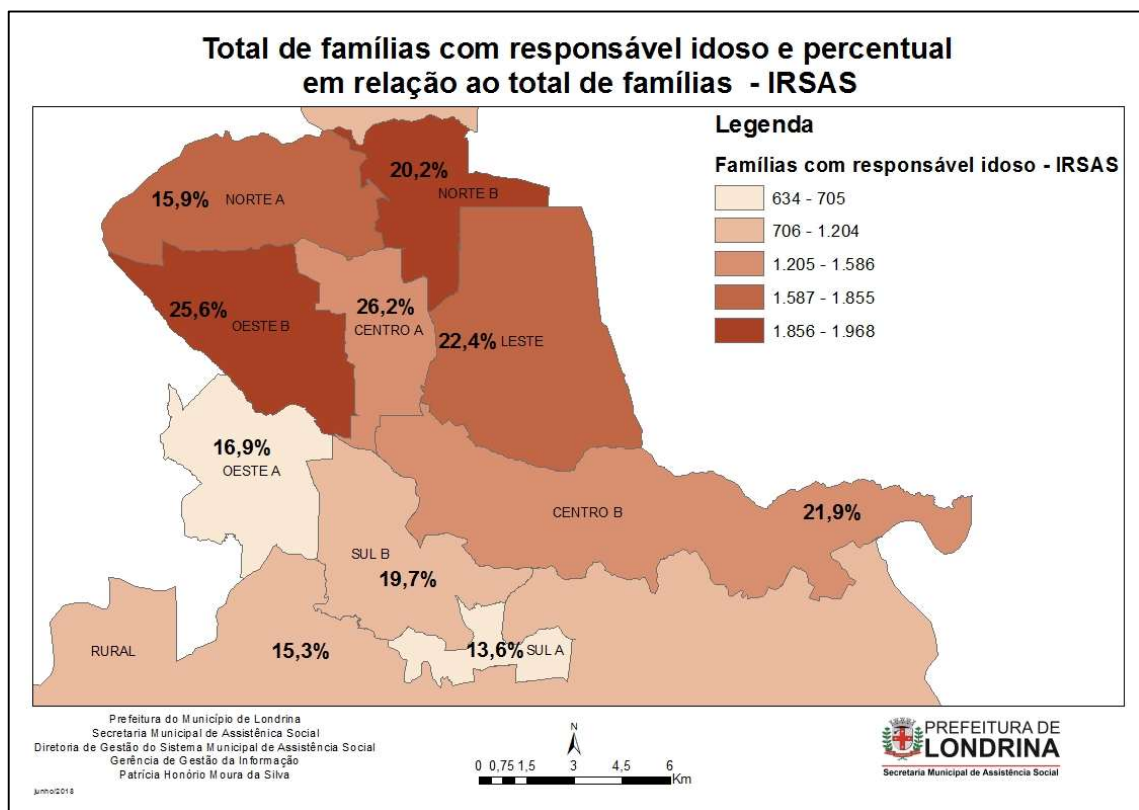 Total de famílias com responsável idoso e percentual
em relação ao total de famílias - IRSAS
Legenda
Famílias com responsável idoso - IRSAS
634 - 705
706 - 1.204
1.205 - 1.586
1.587 - 1.855
1.856 - 1.968
20,2%
NORTE B
15,9%
NORTE A
25,6%
OESTE B
26,2%
CENTRO A
22,4%
LESTE
16,9%
OESTE A
CENTRO B
21,9%
SUL B
19,7%
RURAL
15,3%
13,6%
SUL A
Prefeitura do Município de Londrina
Secretaria Municipal de Assistênica Social
Diretoria de Gestão do Sistema Municipal de Assistência Social
Gerência de Gestão da Informação
Patrícia Honório Moura da Silva
junho/2018
N
0 0,75 1,5 3 4,5 6
Km
PREFEITURA DE
LONDRINA
Secretaria Municipal de Assistência Social